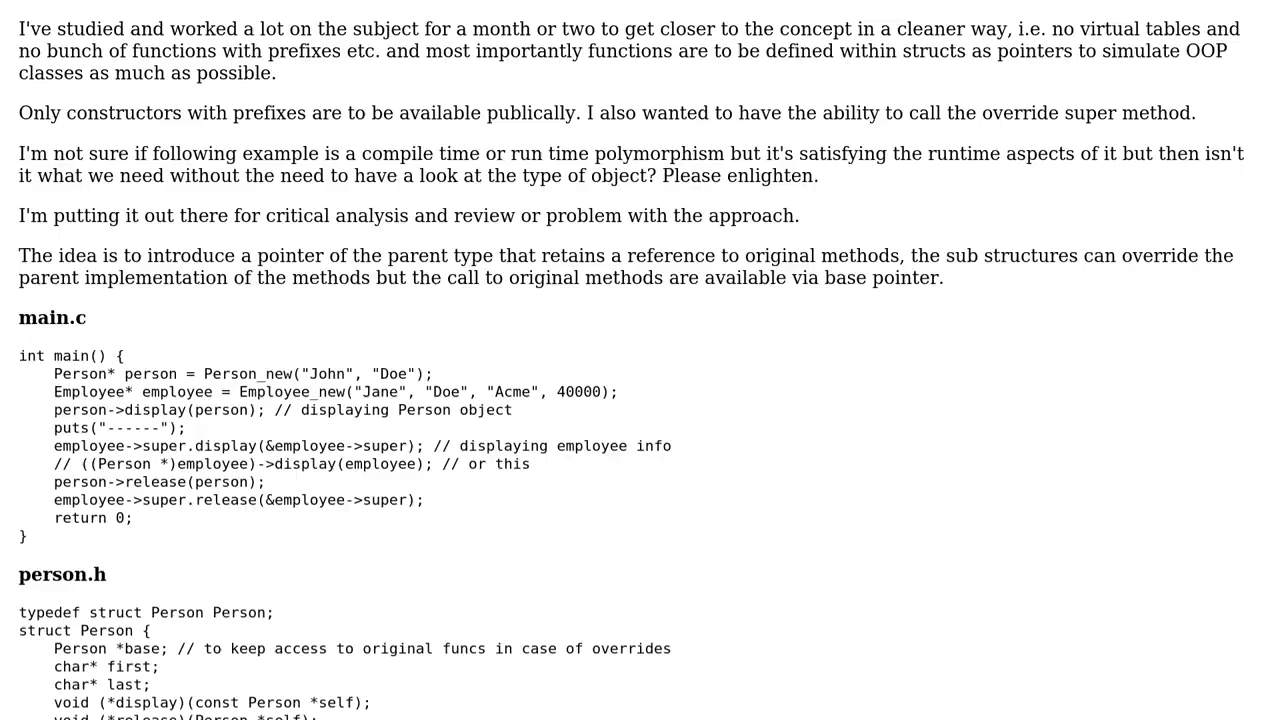 I've studied and worked a lot on the subject for a month or two to get closer to the concept in a cleaner way, i.e. no virtual tables and
no bunch of functions with prefixes etc. and most importantly functions are to be defined within structs as pointers to simulate OOP
classes as much as possible.
Only constructors with prefixes are to be available publically. I also wanted to have the ability to call the override super method.
I'm not sure if following example is a compile time or run time polymorphism but it's satisfying the runtime aspects of it but then isn't
it what we need without the need to have a look at the type of object? Please enlighten.
I'm putting it out there for critical analysis and review or problem with the approach.
The idea is to introduce a pointer of the parent type that retains a reference to original methods, the sub structures can override the
parent implementation of the methods but the call to original methods are available via base pointer.
main.c
int main() {
    Person* person = Person_new("John", "Doe");
    Employee* employee = Employee_new("Jane", "Doe", "Acme", 40000);
    person->display(person); // displaying Person object
    puts("------");
    employee->super.display(&employee->super); // displaying employee info
    // ((Person *)employee)->display(employee); // or this
    person->release(person);
    employee->super.release(&employee->super);
    return 0;
}
person.h
typedef struct Person Person;
struct Person {
    Person *base; // to keep access to original funcs in case of overrides
    char* first;
    char* last;
    void (*display)(const Person *self);
    void (*release)(Person *self);